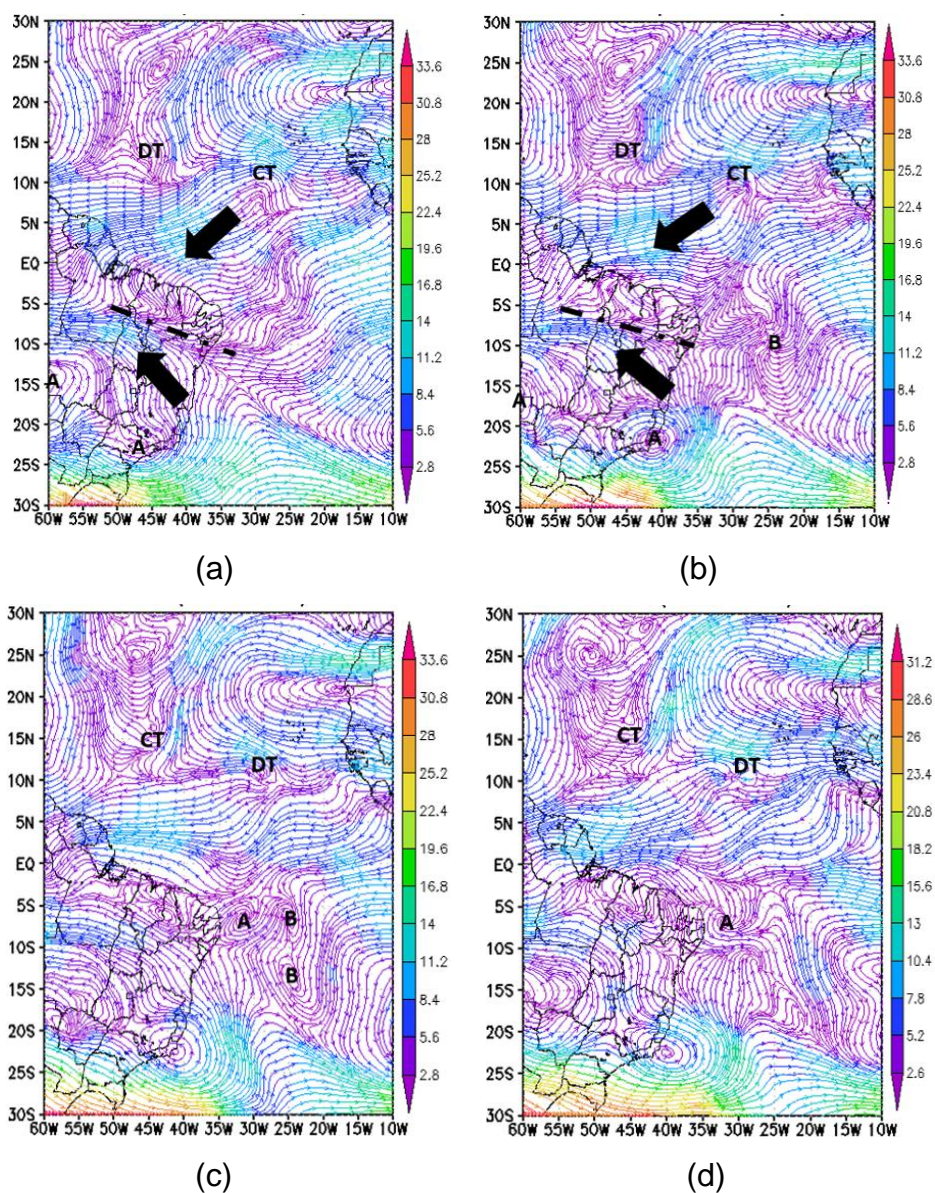 30N
25N
20N
15N
10N
5N
EQ
5S
10S
15S
20S
25S
30S
60W 55W 50W 45W 40W 35W 30W 25W 20W 15W 10W
DT
CT
A
A
33.6
30.8
28
25.2
22.4
19.6
16.8
14
11.2
8.4
5.6
2.8
(a)
30N
25N
20N
15N
10N
5N
EQ
5S
10S
15S
20S
25S
30S
60W 55W 50W 45W 40W 35W 30W 25W 20W 15W 10W
DT
CT
B
A
A
33.6
30.8
28
25.2
22.4
19.6
16.8
14
11.2
8.4
5.6
2.8
(b)
30N
25N
20N
15N
10N
5N
EQ
5S
10S
15S
20S
25S
30S
60W 55W 50W 45W 40W 35W 30W 25W 20W 15W 10W
CT
DT
A B
B
33.6
30.8
28
25.2
22.4
19.6
16.8
14
11.2
8.4
5.6
2.8
(c)
30N
25N
20N
15N
10N
5N
EQ
5S
10S
15S
20S
25S
30S
60W 55W 50W 45W 40W 35W 30W 25W 20W 15W 10W
CT
DT
A
31.2
28.6
26
23.4
20.8
18.2
15.6
13
10.4
7.8
5.2
2.6
(d)